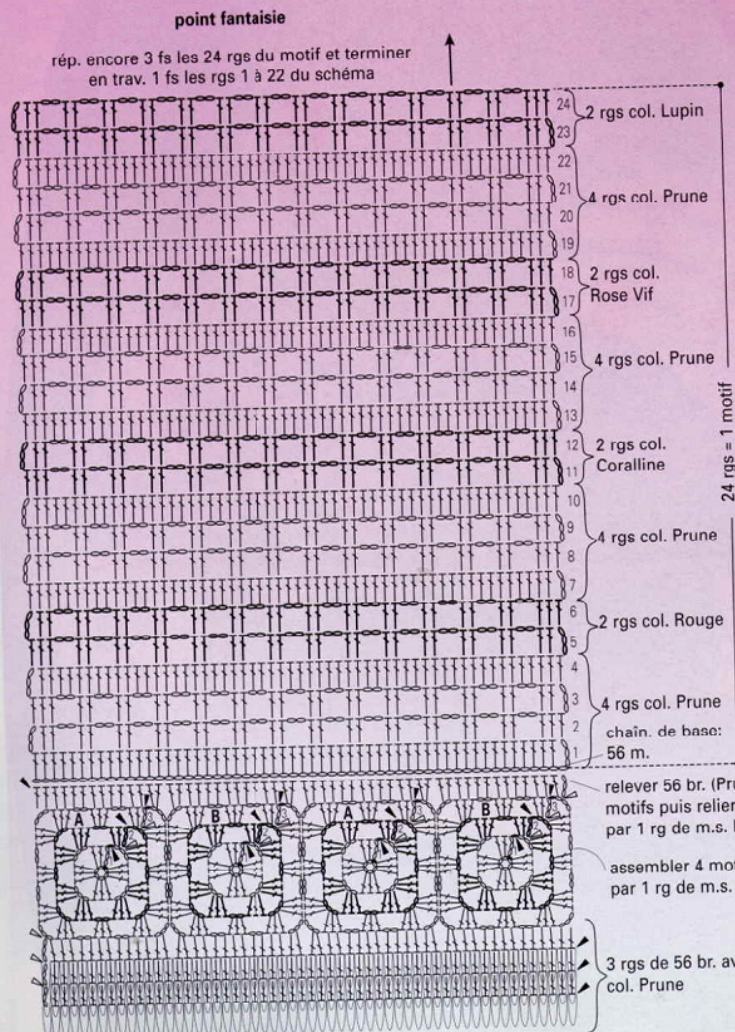 point fantaisie
rép. encore 3 fs les 24 rgs du motif et terminer
en trav. 1 fs les rgs 1 à 22 du schéma
24
23
2 rgs col. Lupin
22
21
20
19
4 rgs col. Prune
18
17
2 rgs col.
Rose Vif
16
15
14
13
4 rgs col. Prune
12
11
2 rgs col.
Coralline
10
9
8
7
4 rgs col. Prune
6
5
2 rgs col. Rouge
4
3
2
1
4 rgs col. Prune
24 rgs = 1 motif
chaîn. de base:
56 m.
relever 56 br. (Pru
motifs puis relier
par 1 rg de m.s.
A
B
A
B
assembler 4 mot
par 1 rg de m.s.
3 rgs de 56 br. av
col. Prune